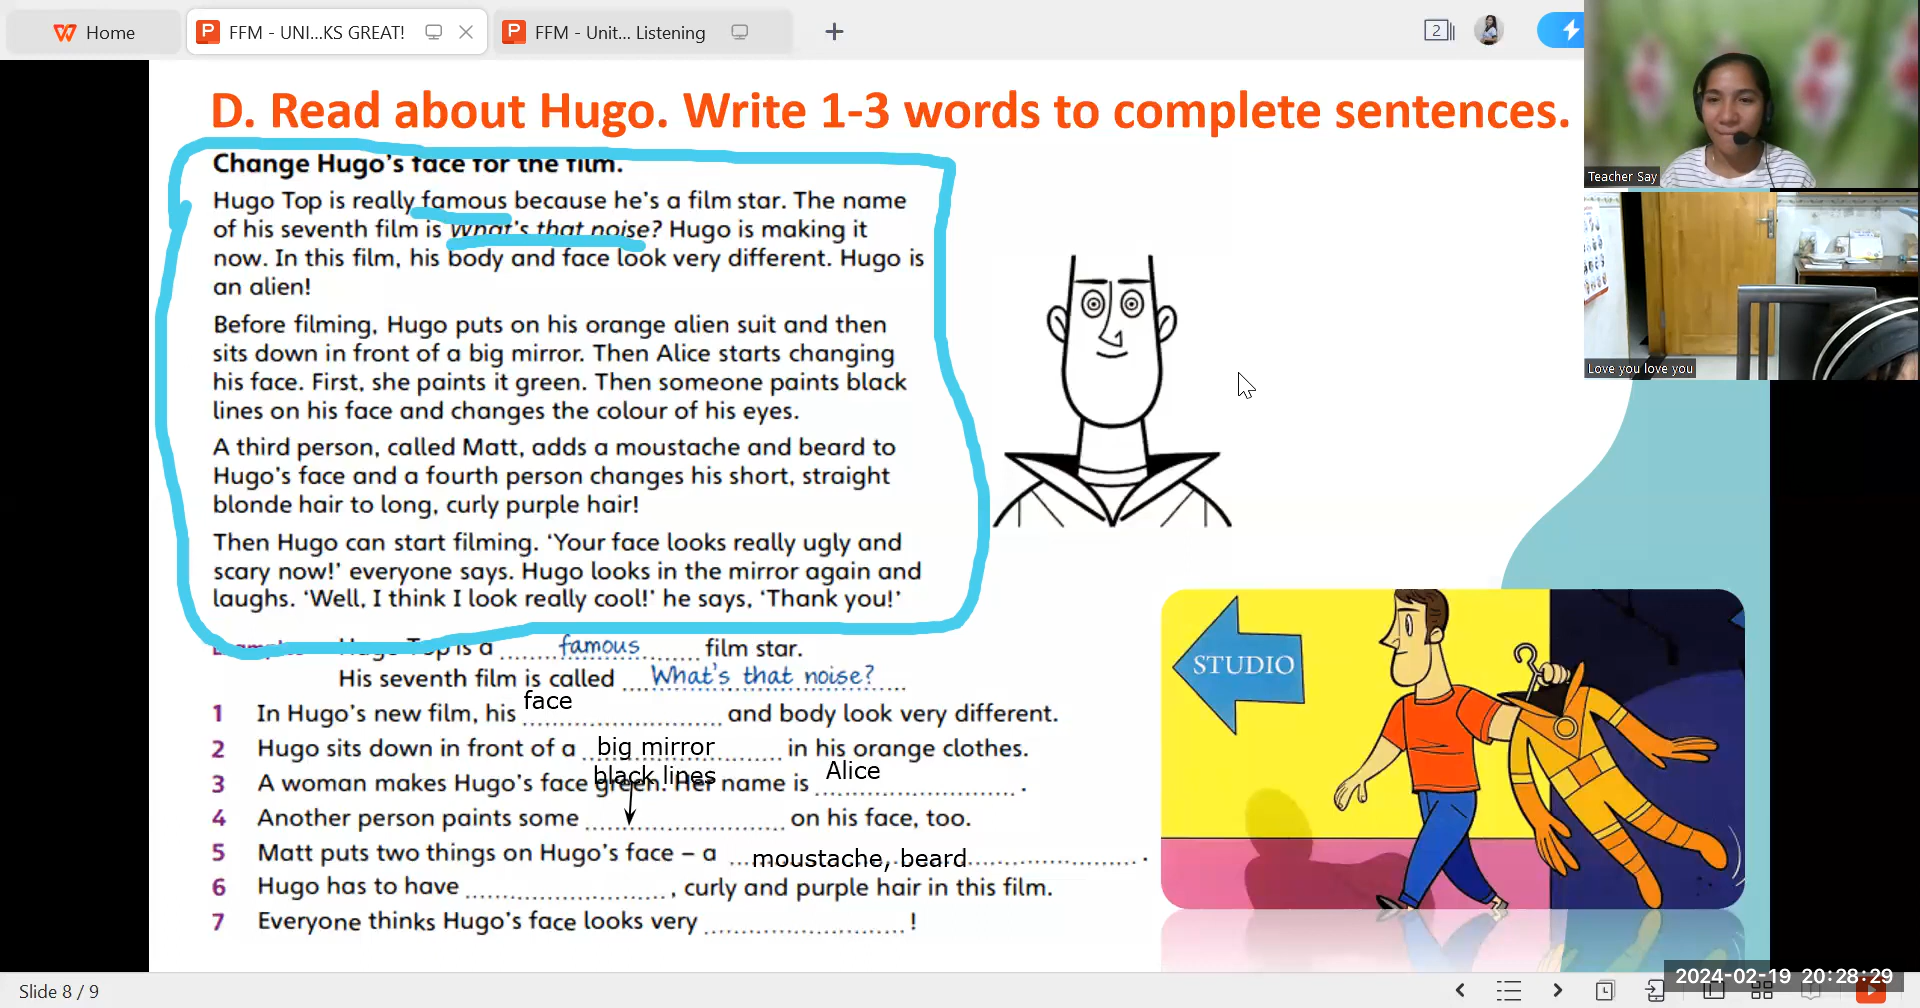 Home
FFM - UNI...KS GREAT!
FFM - Unit... Listening
2
D. Read about Hugo. Write 1-3 words to complete sentences.
Teacher Say
Change Hugo's face for the film.
Hugo Top is really famous because he's a film star. The name
of his seventh film is What's that noise? Hugo is making it
now. In this film, his body and face look very different. Hugo is
an alien!
Before filming, Hugo puts on his orange alien suit and then
sits down in front of a big mirror. Then Alice starts changing
his face. First, she paints it green. Then someone paints black
lines on his face and changes the colour of his eyes.
A third person, called Matt, adds a moustache and beard to
Hugo's face and a fourth person changes his short, straight
blonde hair to long, curly purple hair!
Then Hugo can start filming. 'Your face looks really ugly and
scary now!' everyone says. Hugo looks in the mirror again and
laughs. 'Well, I think I look really cool!' he says, 'Thank you!'
Love you love you
Hugo Top is a famous film star.
His seventh film is called What's that noise?
1 In Hugo's new film, his face and body look very different.
2 Hugo sits down in front of a big mirror in his orange clothes.
black lines
3 A woman makes Hugo's face green. Her name is Alice.
4 Another person paints some on his face, too.
5 Matt puts two things on Hugo's face – a moustache, beard.
6 Hugo has to have , curly and purple hair in this film.
7 Everyone thinks Hugo's face looks very !
STUDIO
Slide 8 / 9
2024-02-19 20:28:29